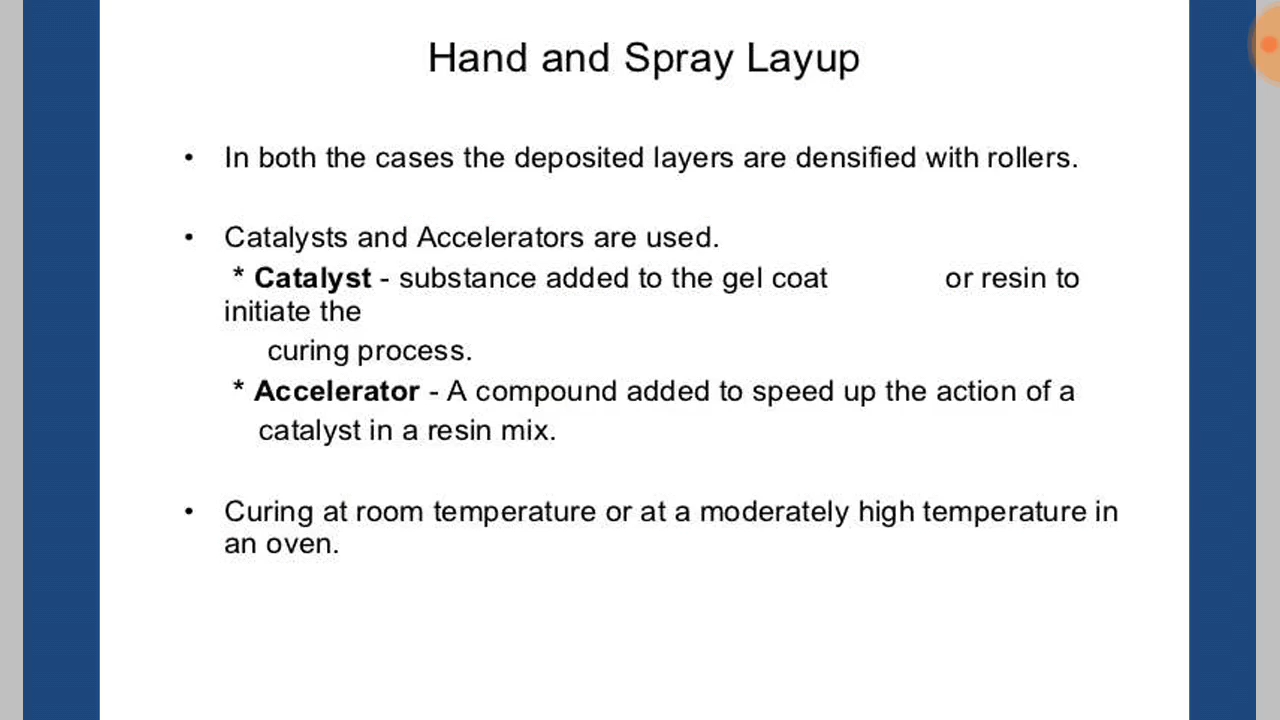 Hand and Spray Layup
• In both the cases the deposited layers are densified with rollers.
• Catalysts and Accelerators are used.
* Catalyst - substance added to the gel coat or resin to
initiate the
curing process.
* Accelerator - A compound added to speed up the action of a
catalyst in a resin mix.
• Curing at room temperature or at a moderately high temperature in
an oven.